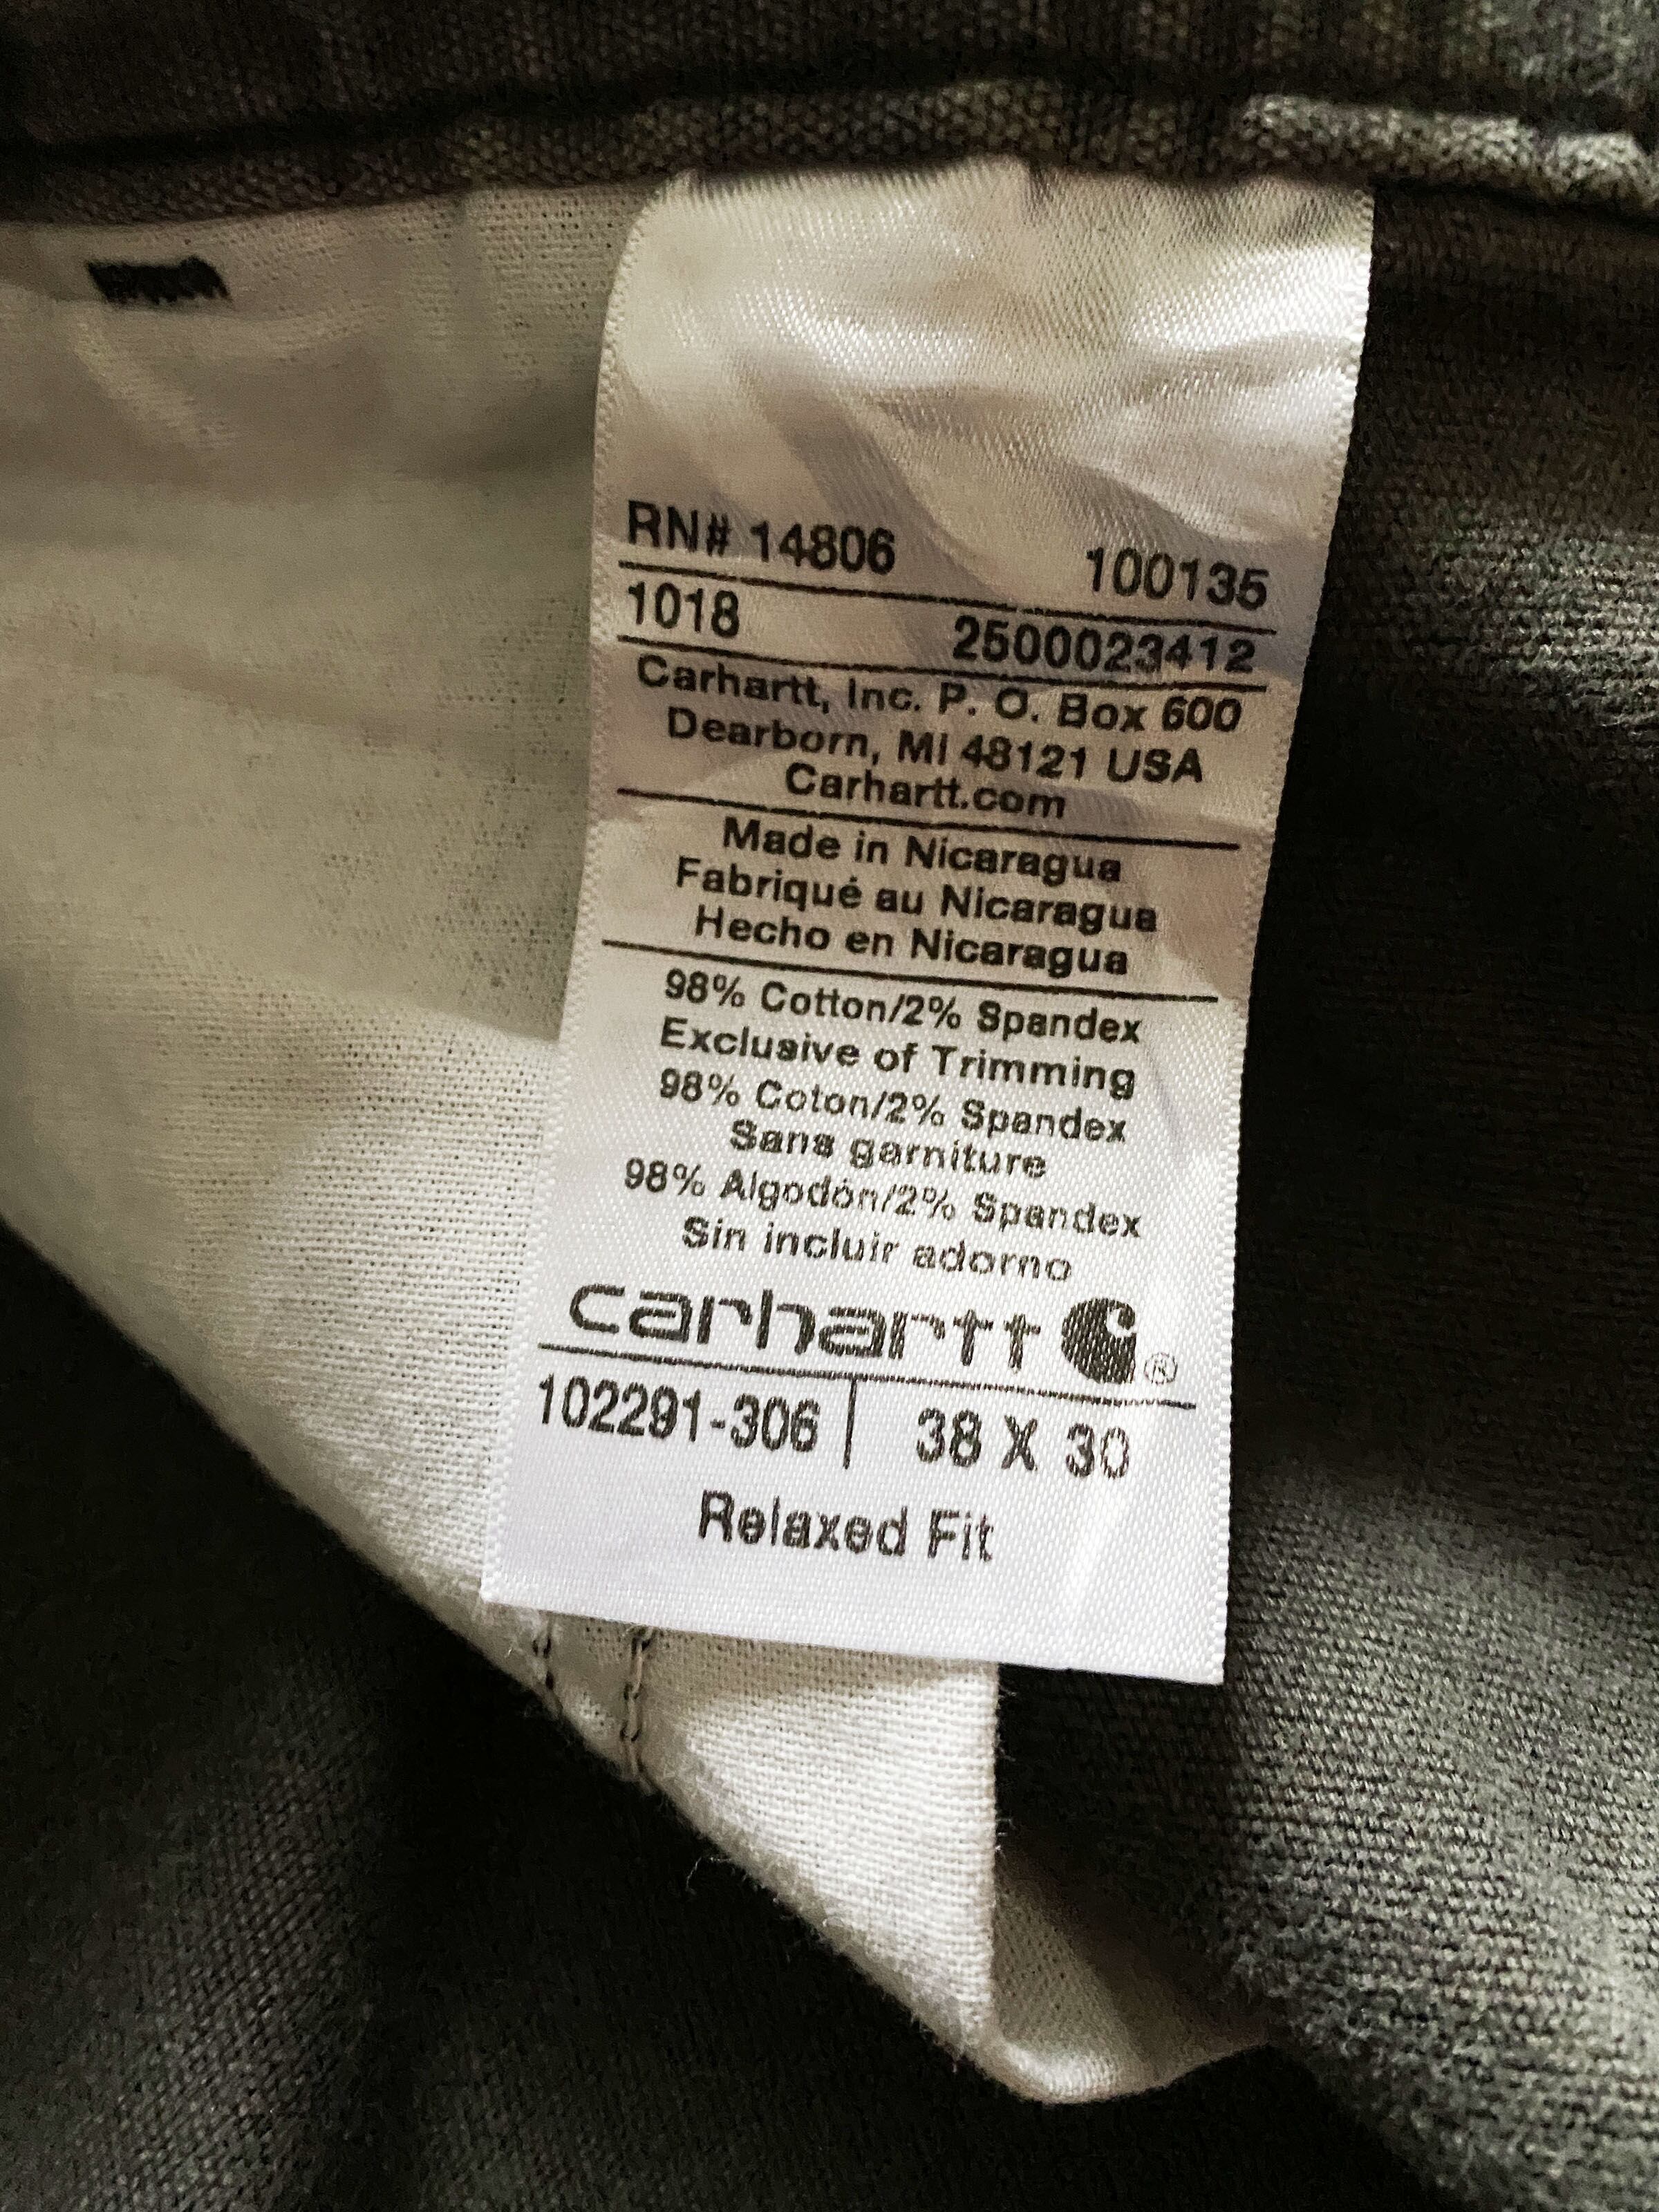 RN# 14806 100135
1018 2500023412
Carhartt, Inc. P. O. Box 600
Dearborn, MI 48121 USA
Carhartt.com
Made in Nicaragua
Fabriqué au Nicaragua
Hecho en Nicaragua
98% Cotton/2% Spandex
Exclusive of Trimming
98% Coton/2% Spandex
Sans garniture
98% Algodón/2% Spandex
Sin incluir adorno
carhartt ®
102291-306 | 38 X 30
Relaxed Fit